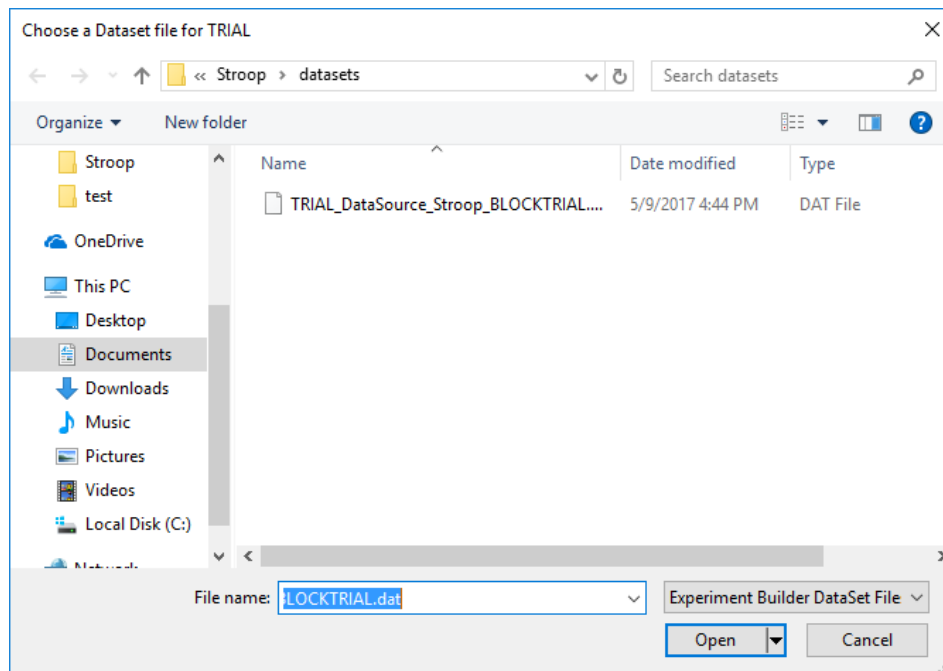 Choose a Dataset file for TRIAL
« Stroop > datasets
Search datasets
Organize
New folder
Stroop
test
OneDrive
This PC
Desktop
Documents
Downloads
Music
Pictures
Videos
Local Disk (C:)
Network
Name
Date modified
Type
TRIAL_DataSource_Stroop_BLOCKTRIAL....
5/9/2017 4:44 PM
DAT File
File name:
LOCKTRIAL.dat
Experiment Builder DataSet File
Open
Cancel